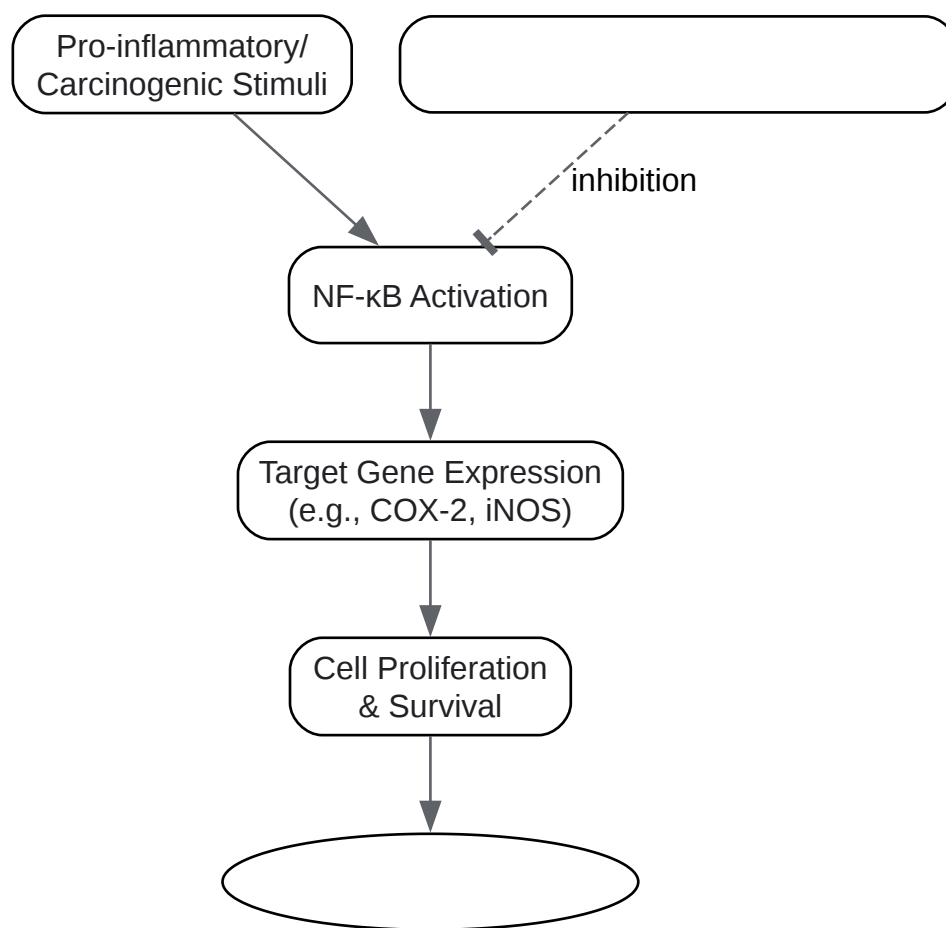 Pro-inflammatory/
Carcinogenic Stimuli
inhibition
NF-κB Activation
Target Gene Expression
(e.g., COX-2, iNOS)
Cell Proliferation
& Survival